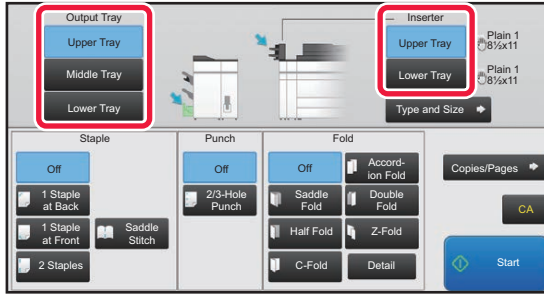 Output Tray
Upper Tray
Middle Tray
Lower Tray
Inserter
Upper Tray
Plain 1
8½x11
Lower Tray
Plain 1
8½x11
Type and Size
Staple
Off
1 Staple
at Back
1 Staple
at Front
Saddle
Stitch
2 Staples
Punch
Off
2/3-Hole
Punch
Fold
Off
Accord-
ion Fold
Saddle
Fold
Double
Fold
Half Fold
Z-Fold
C-Fold
Detail
Copies/Pages
CA
Start